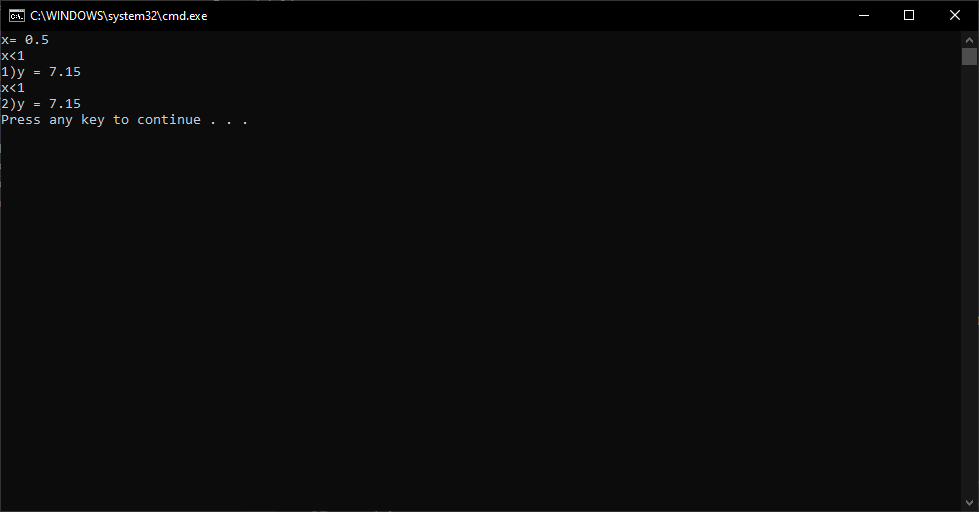 C:\WINDOWS\system32\cmd.exe
x= 0.5
x<1
1)y = 7.15
x<1
2)y = 7.15
Press any key to continue . . .